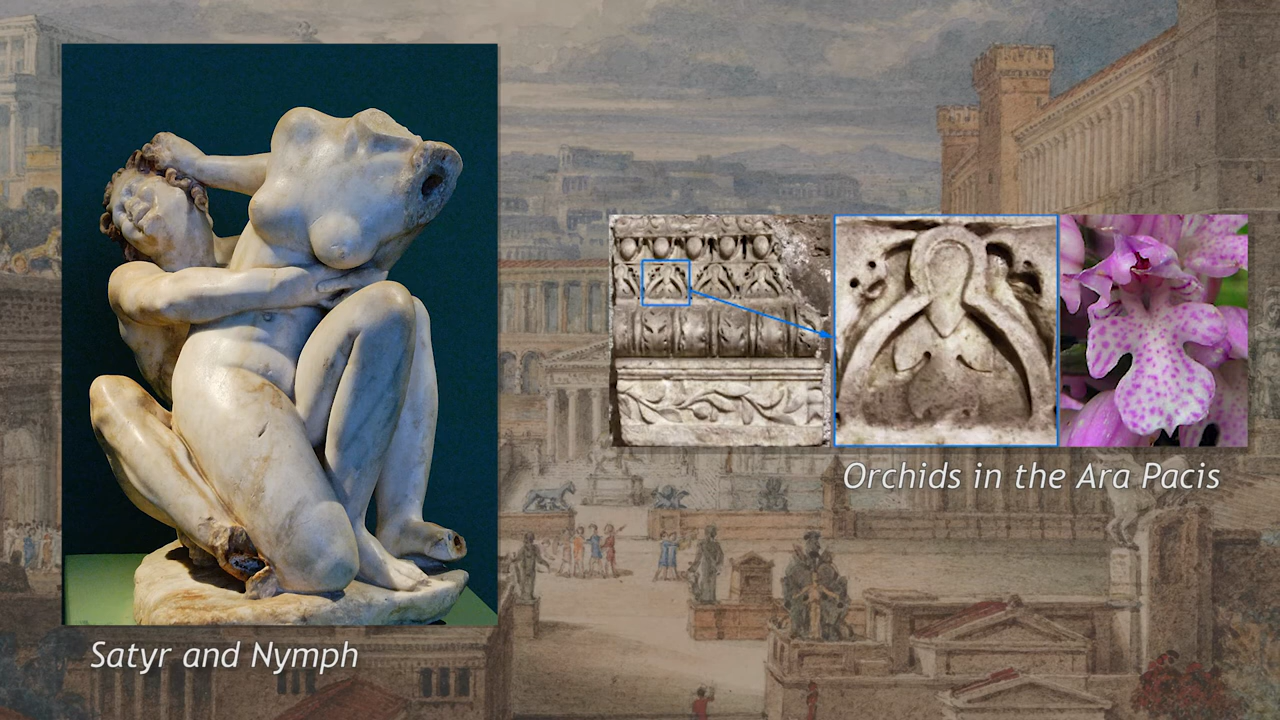 Satyr and Nymph
Orchids in the Ara Pacis